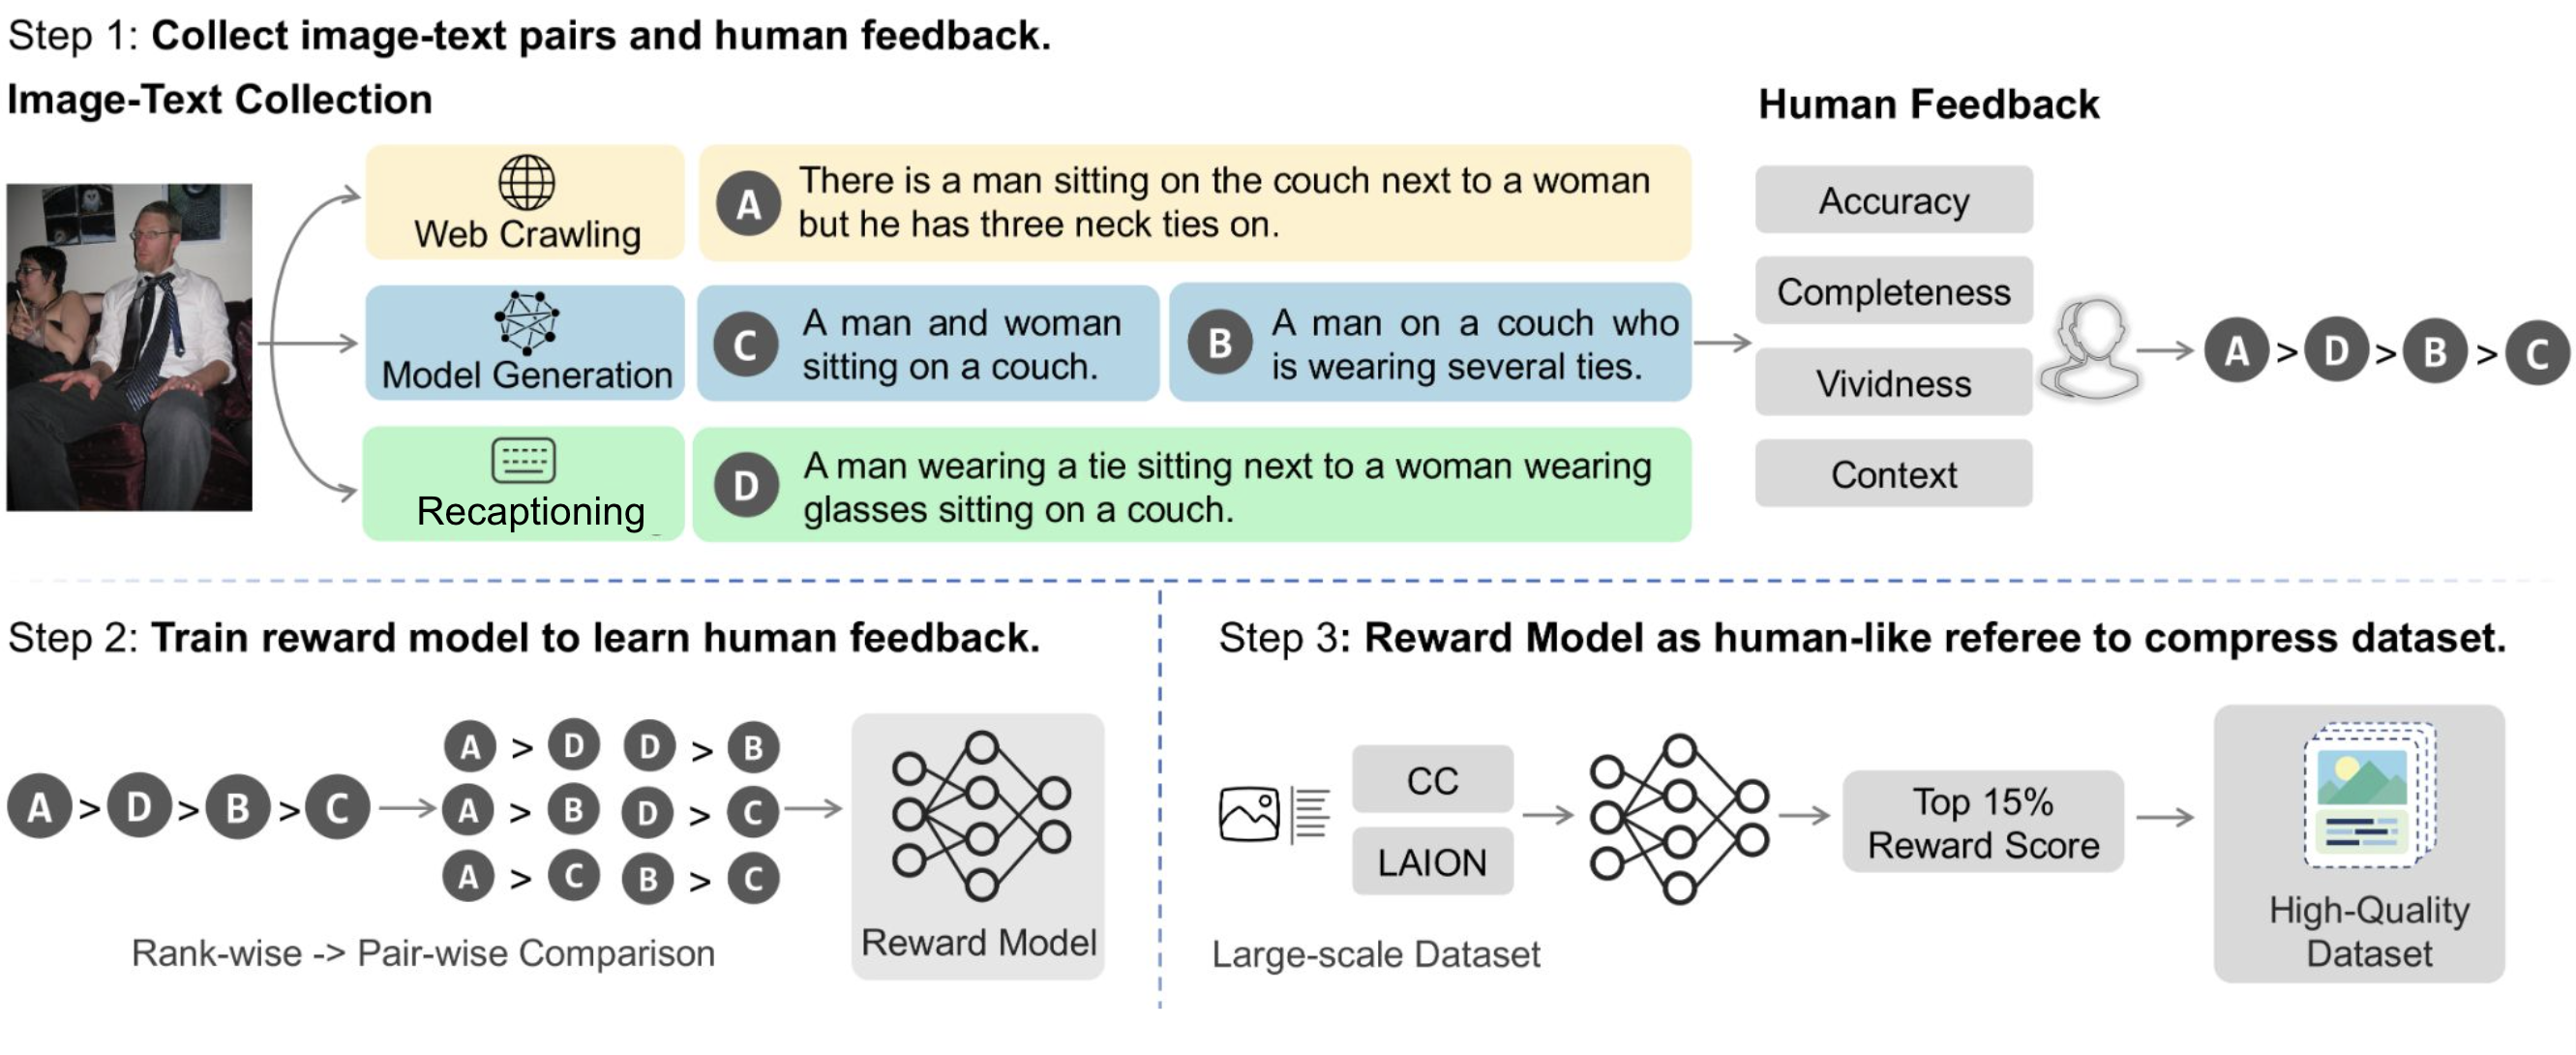 Step 1: Collect image-text pairs and human feedback.
Image-Text Collection
Human Feedback
Web Crawling
A
There is a man sitting on the couch next to a woman
but he has three neck ties on.
Model Generation
C
A man and woman
sitting on a couch.
B
A man on a couch who
is wearing several ties.
Recaptioning
D
A man wearing a tie sitting next to a woman wearing
glasses sitting on a couch.
Accuracy
Completeness
Vividness
Context
A > D > B > C
Step 2: Train reward model to learn human feedback.
A > D > B > C
A > D D > B
A > B D > C
A > C B > C
Rank-wise -> Pair-wise Comparison
Reward Model
Step 3: Reward Model as human-like referee to compress dataset.
CC
LAION
Large-scale Dataset
Top 15%
Reward Score
High-Quality
Dataset